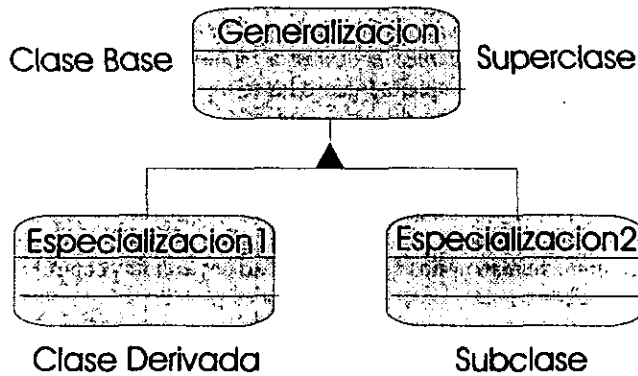 Generalizacion
Clase Base
Superclase
Especializacion1
Especializacion2
Clase Derivada
Subclase